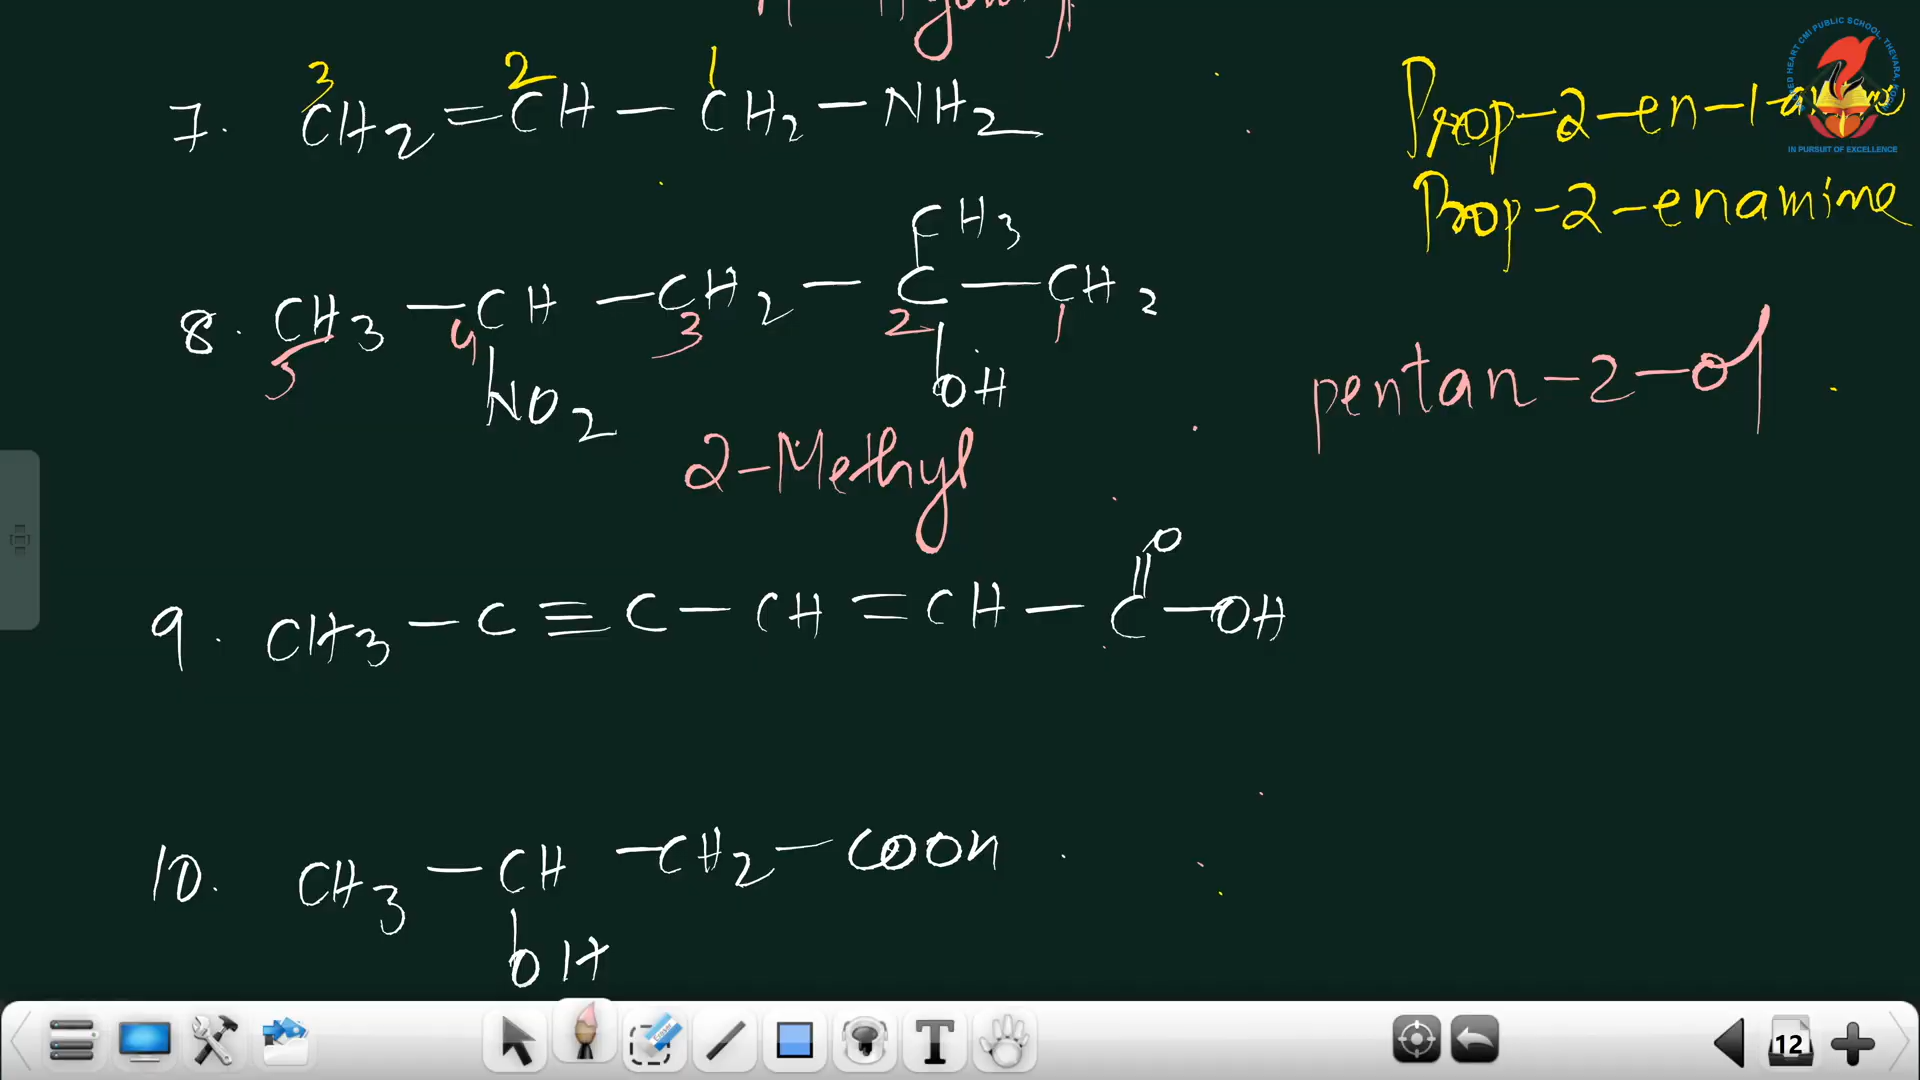 3 2 1
7. CH2 = CH — CH2 — NH2
Prop-2-en-1-
Prop-2-enamine
CH3
8. CH3 — CH — CH2 — C — CH2
5 4 3 2 1
NO2 OH
pentan-2-ol
2-Methyl
O
9. CH3 — C ≡ C — CH = CH — C — OH
10. CH3 — CH — CH2 — COOH
OH
IN PURSUIT OF EXCELLENCE
T
12